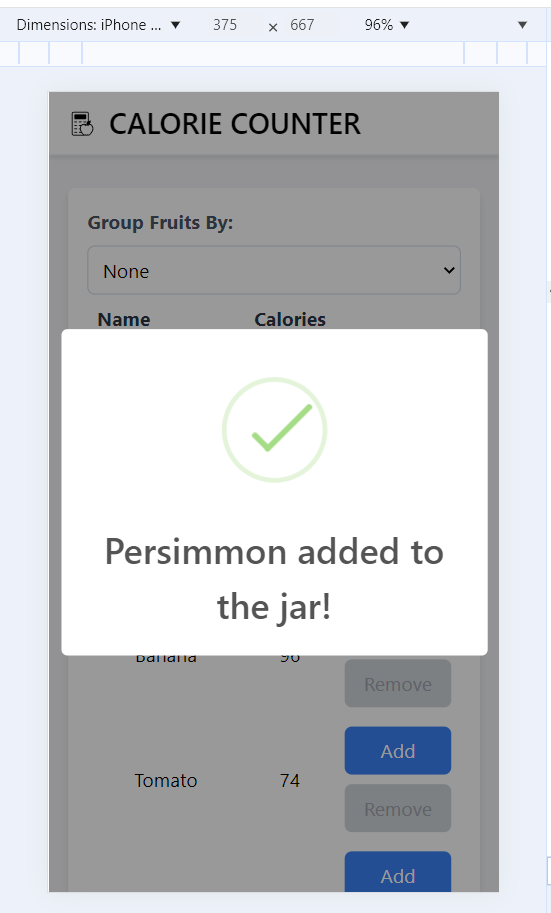 Dimensions: iPhone ... 375 × 667 96%
CALORIE COUNTER
Group Fruits By:
None
Name Calories
Persimmon added to
the jar!
Banana 96
Remove
Add
Tomato 74
Remove
Add